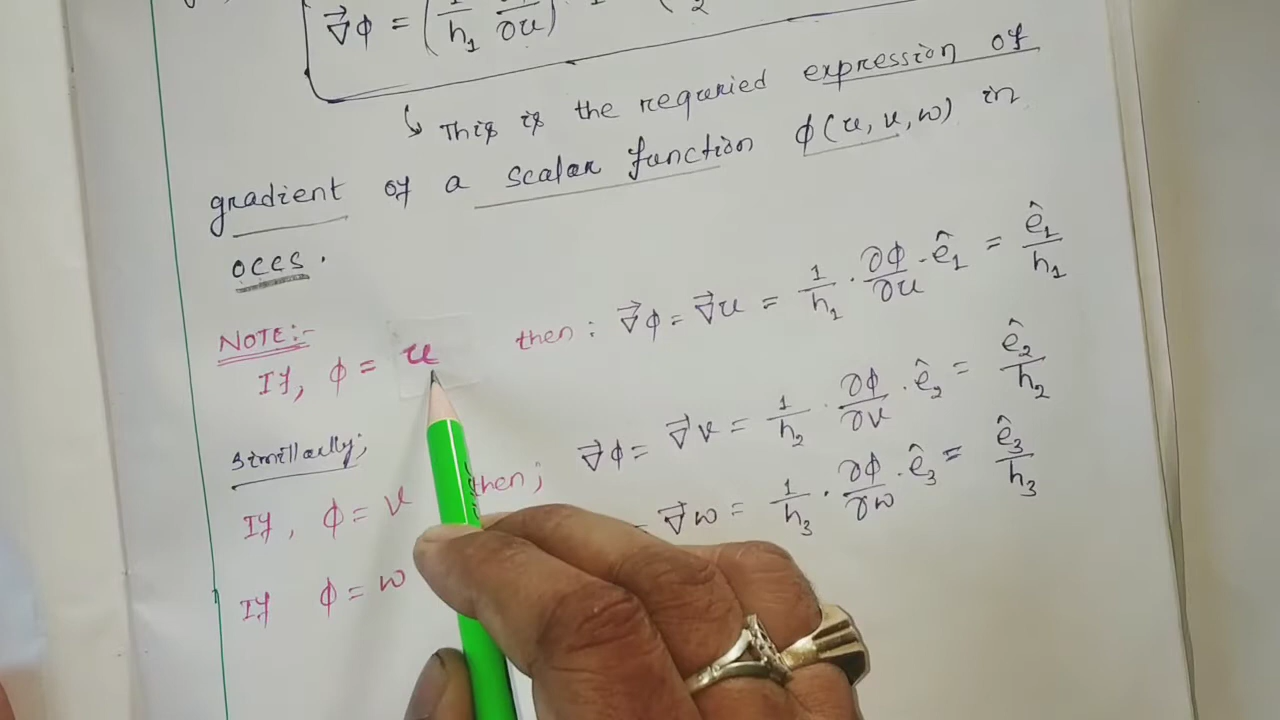 ∇⃗ϕ = (1/h₁ ∂/∂u) ·
↳ This is the requried expression of
gradient of a scalar function ϕ(u, v, w) in
OCCS.
NOTE:-
If, ϕ = u then : ∇⃗ϕ = ∇⃗u = 1/h₁ · ∂ϕ/∂u · ê₁ = ê₁/h₁
Similarly;
If, ϕ = v then; ∇⃗ϕ = ∇⃗v = 1/h₂ · ∂ϕ/∂v · ê₂ = ê₂/h₂
If ϕ = w = ∇⃗w = 1/h₃ · ∂ϕ/∂w · ê₃ = ê₃/h₃